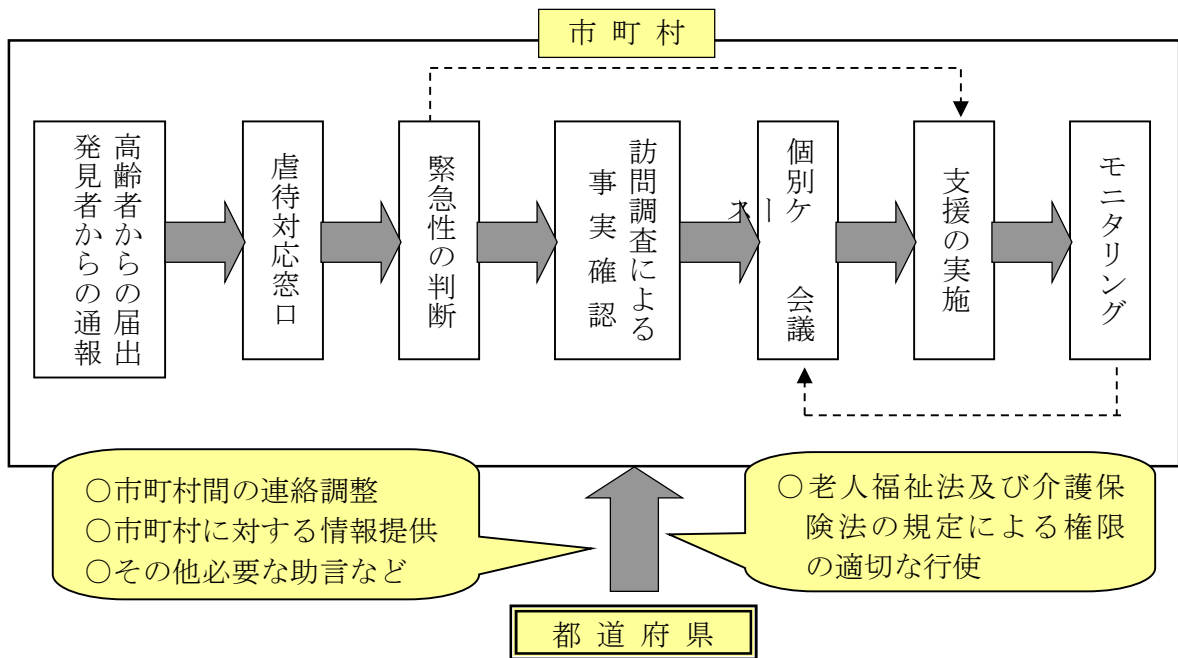 市町村
高齢者からの届出
発見者からの通報
虐待対応窓口
緊急性の判断
訪問調査による
事実確認
個別ケース
会議
支援の実施
モニタリング
○市町村間の連絡調整
○市町村に対する情報提供
○その他必要な助言など
○老人福祉法及び介護保
険法の規定による権限
の適切な行使
都道府県